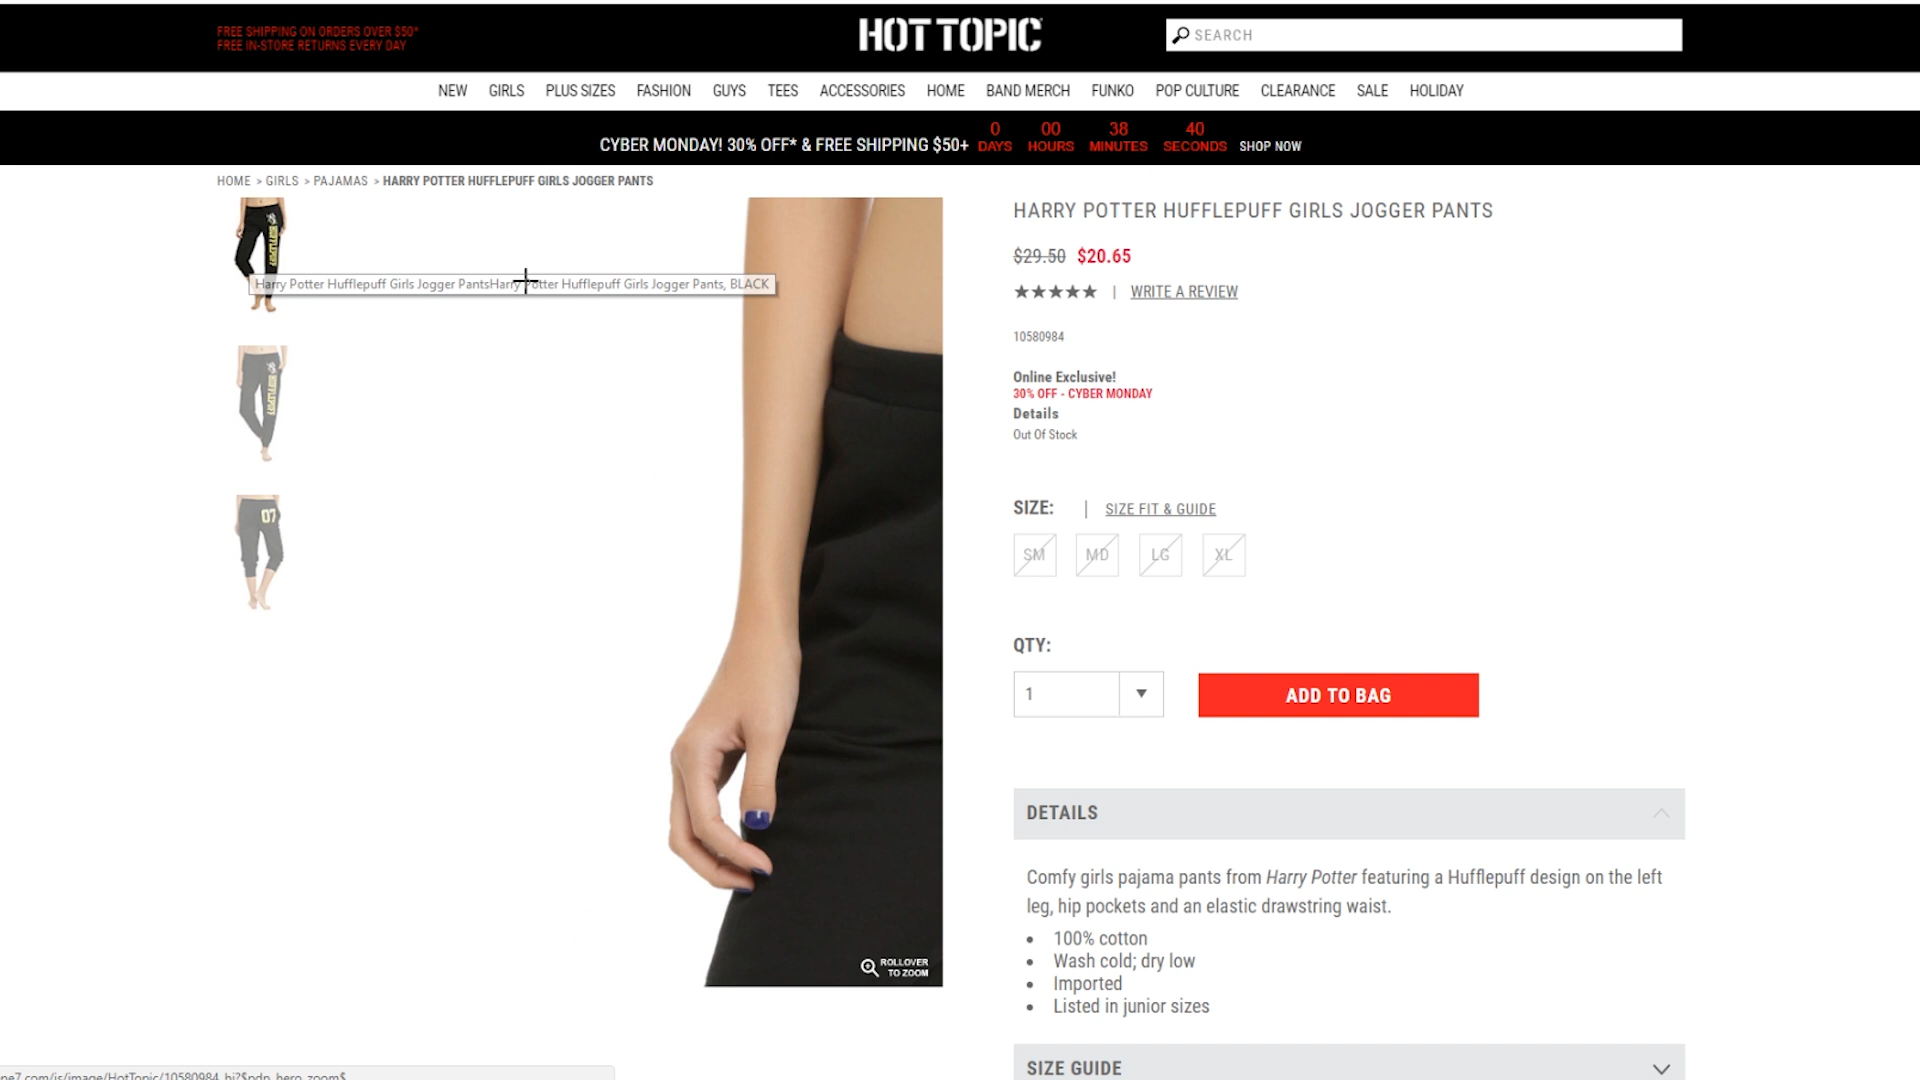 FREE SHIPPING ON ORDERS OVER $50*
FREE IN-STORE RETURNS EVERY DAY
HOT TOPIC
SEARCH
NEW GIRLS PLUS SIZES FASHION GUYS TEES ACCESSORIES HOME BAND MERCH FUNKO POP CULTURE CLEARANCE SALE HOLIDAY
CYBER MONDAY! 30% OFF* & FREE SHIPPING $50+ 0 DAYS 00 HOURS 38 MINUTES 40 SECONDS SHOP NOW
HOME > GIRLS > PAJAMAS > HARRY POTTER HUFFLEPUFF GIRLS JOGGER PANTS
HUFFLEPUFF
Harry Potter Hufflepuff Girls Jogger PantsHarry Potter Hufflepuff Girls Jogger Pants, BLACK
HUFFLEPUFF
07
ROLLOVER
TO ZOOM
HARRY POTTER HUFFLEPUFF GIRLS JOGGER PANTS
$29.50 $20.65
| WRITE A REVIEW
10580984
Online Exclusive!
30% OFF - CYBER MONDAY
Details
Out Of Stock
SIZE: | SIZE FIT & GUIDE
SM MD LG XL
QTY:
1
ADD TO BAG
DETAILS
Comfy girls pajama pants from Harry Potter featuring a Hufflepuff design on the left
leg, hip pockets and an elastic drawstring waist.
• 100% cotton
• Wash cold; dry low
• Imported
• Listed in junior sizes
SIZE GUIDE